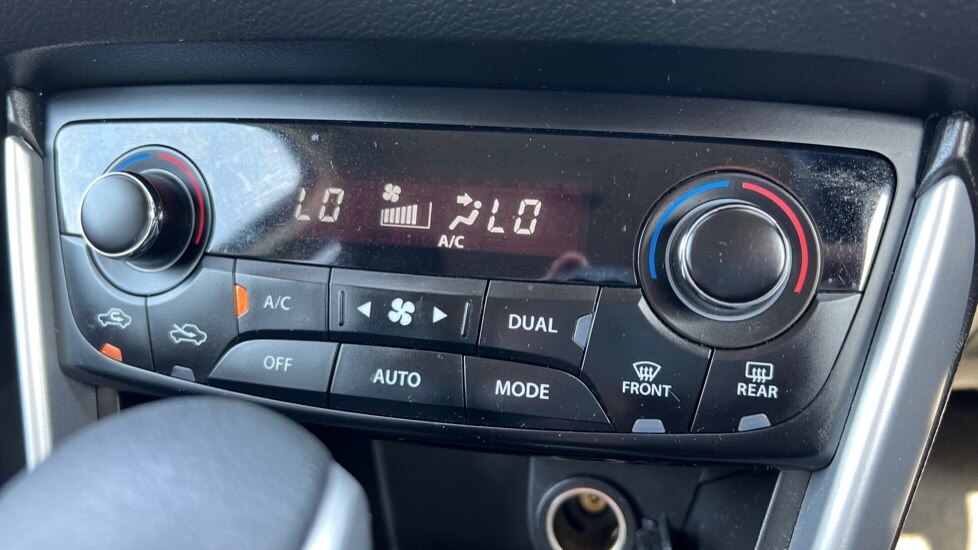 LO LO
A/C
A/C
DUAL
OFF AUTO MODE FRONT REAR